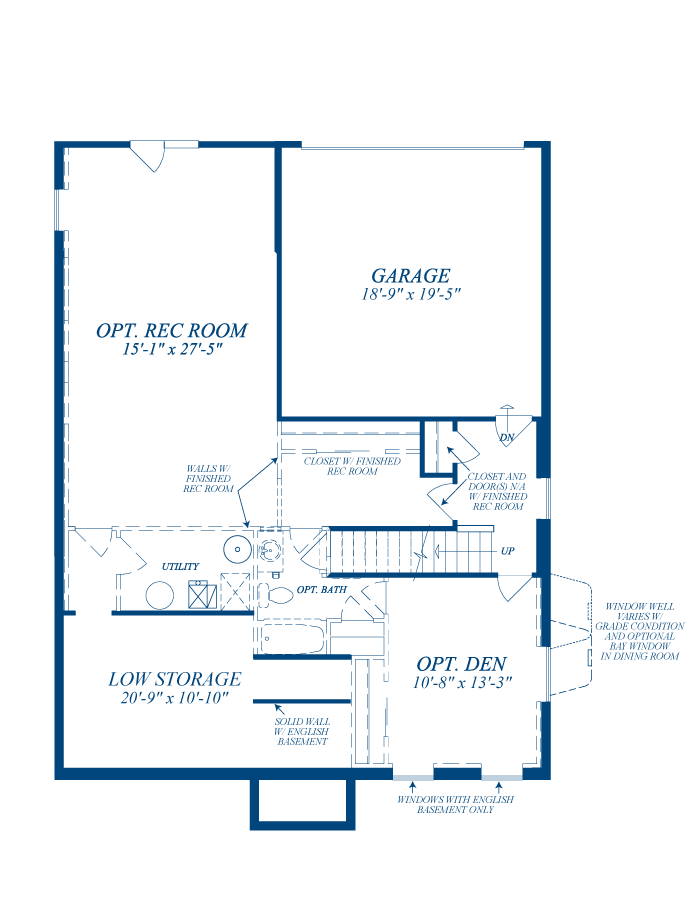 GARAGE
18'-9" x 19'-5"
OPT. REC ROOM
15'-1" x 27'-5"
DN
CLOSET W/ FINISHED
REC ROOM
WALLS W/
FINISHED
REC ROOM
CLOSET AND
DOOR(S) N/A
W/ FINISHED
REC ROOM
UP
UTILITY
OPT. BATH
WINDOW WELL
VARIES W/
GRADE CONDITION
AND OPTIONAL
BAY WINDOW
IN DINING ROOM
OPT. DEN
10'-8" x 13'-3"
LOW STORAGE
20'-9" x 10'-10"
SOLID WALL
W/ ENGLISH
BASEMENT
WINDOWS WITH ENGLISH
BASEMENT ONLY